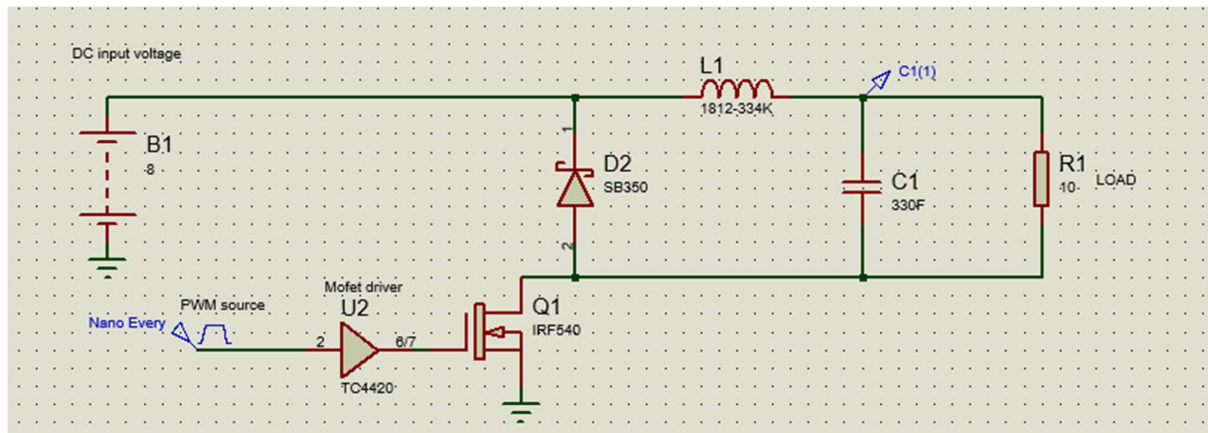 DC input voltage
L1
1812-334K
C1(1)
B1
8
1
D2
SB350
2
C1
330F
R1
10
LOAD
Mofet driver
PWM source
U2
Nano Every
2
6/7
TC4420
Q1
IRF540